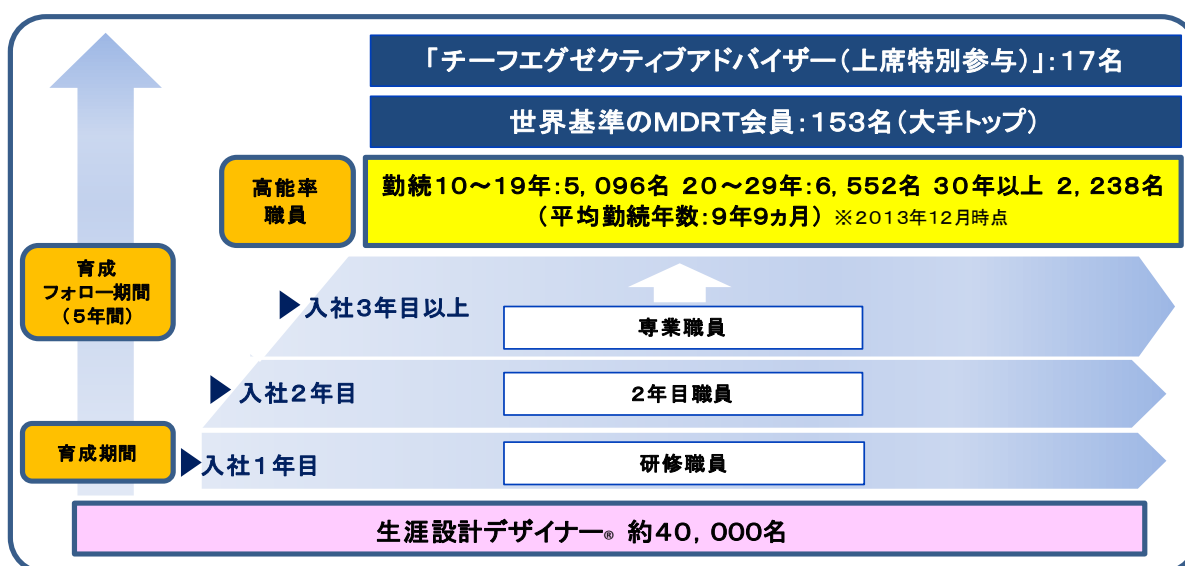 「チーフエグゼクティブアドバイザー(上席特別参与)」:17名
世界基準のMDRT会員:153名(大手トップ)
高能率
職員
勤続10~19年:5,096名 20~29年:6,552名 30年以上 2,238名
(平均勤続年数:9年9ヵ月) ※2013年12月時点
育成
フォロー期間
(5年間)
▶入社3年目以上
専業職員
▶入社2年目
2年目職員
育成期間
▶入社1年目
研修職員
生涯設計デザイナー® 約40,000名